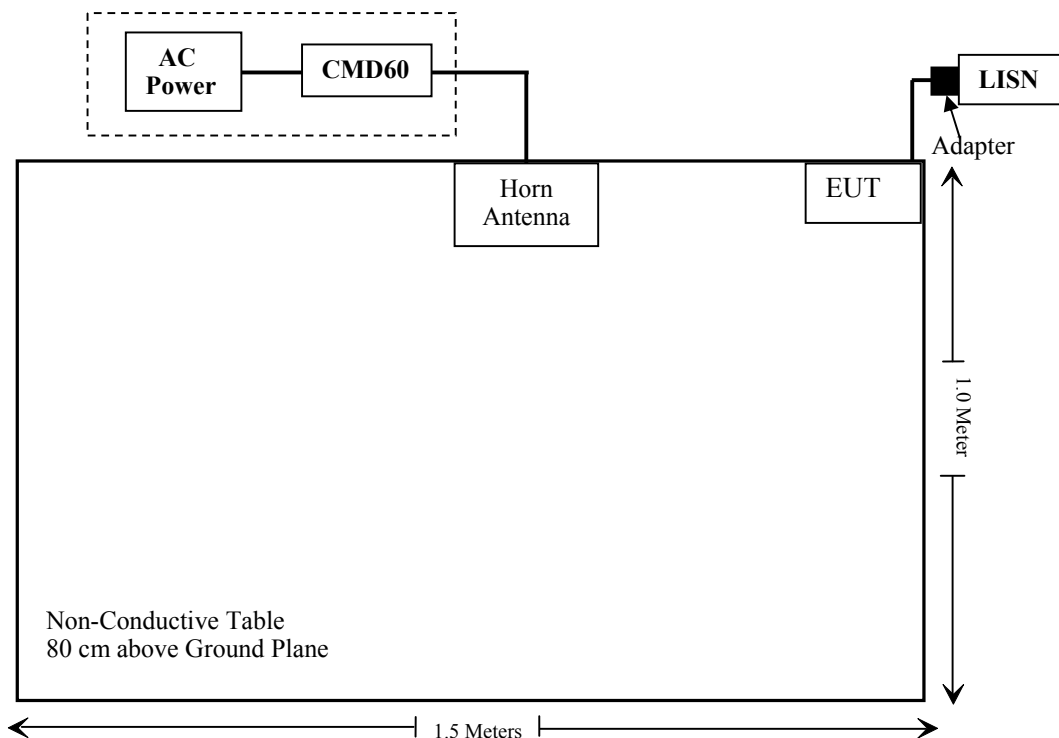 AC
Power
CMD60
LISN
Adapter
Horn
Antenna
EUT
1.0 Meter
Non-Conductive Table
80 cm above Ground Plane
1.5 Meters